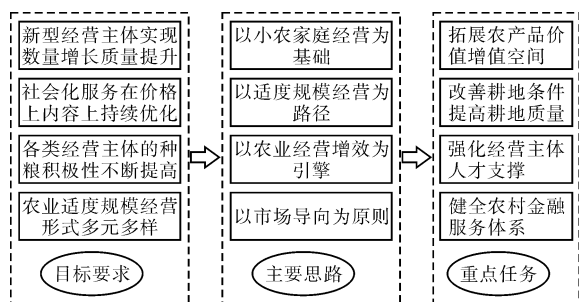 新型经营主体实现
数量增长质量提升
社会化服务在价格
上内容上持续优化
各类经营主体的种
粮积极性不断提高
农业适度规模经营
形式多元多样
目标要求
以小农家庭经营为
基础
以适度规模经营为
路径
以农业经营增效为
引擎
以市场导向为原则
主要思路
拓展农产品价
值增值空间
改善耕地条件
提高耕地质量
强化经营主体
人才支撑
健全农村金融
服务体系
重点任务